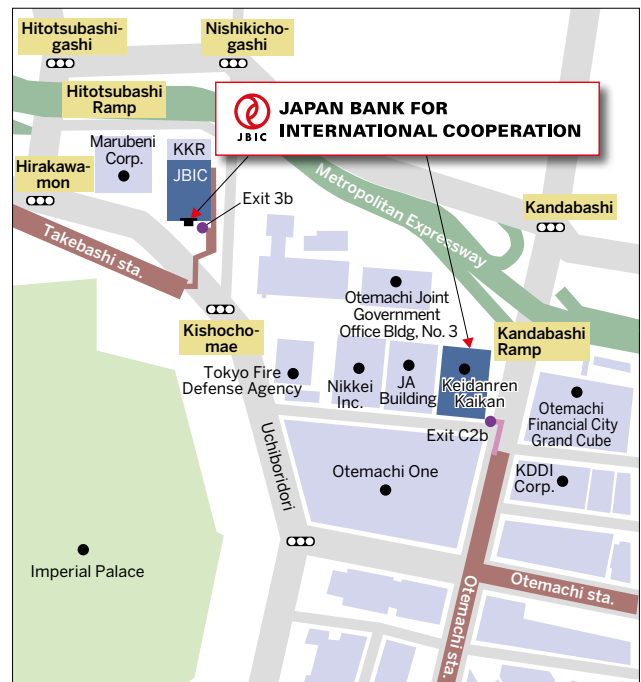 Hitotsubashi-
gashi
Nishikicho-
gashi
Hitotsubashi
Ramp
JBIC
JAPAN BANK FOR
INTERNATIONAL COOPERATION
Marubeni
Corp.
KKR
JBIC
Hirakawa-
mon
Exit 3b
Takebashi sta.
Metropolitan Expressway
Kandabashi
Kishocho-
mae
Otemachi Joint
Government
Office Bldg, No. 3
Kandabashi
Ramp
Tokyo Fire
Defense Agency
Nikkei
Inc.
JA
Building
Keidanren
Kaikan
Otemachi
Financial City
Grand Cube
Exit C2b
Uchiboridori
Otemachi One
KDDI
Corp.
Imperial Palace
Otemachi sta.
Otemachi sta.